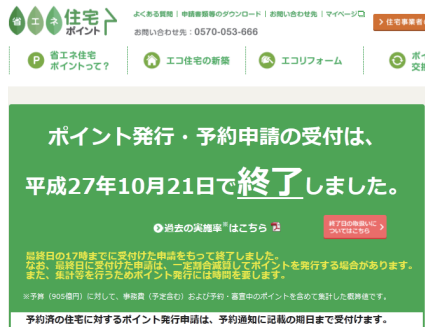 省エネ住宅
ポイント
よくある質問 | 申請書類等のダウンロード | お問い合わせ先 | マイページ
お問い合わせ先：0570-053-666
住宅事業者
省エネ住宅
ポイントって？
エコ住宅の新築
エコリフォーム
ポイ
交換
ポイント発行・予約申請の受付は、
平成27年10月21日で終了しました。
過去の実施率※はこちら
終了日の取扱いに
ついてはこちら
最終日の17時までに受付けた申請をもって終了しました。
なお、最終日に受付けた申請は、一定割合減算してポイントを発行する場合があります。
また、集計等を行うためポイント発行には時間を要します。
※予算（905億円）に対して、事務費（予定含む）および予約・審査中のポイントを含めて集計した概算値です。
予約済の住宅に対するポイント発行申請は、予約通知に記載の期日まで受付けます。